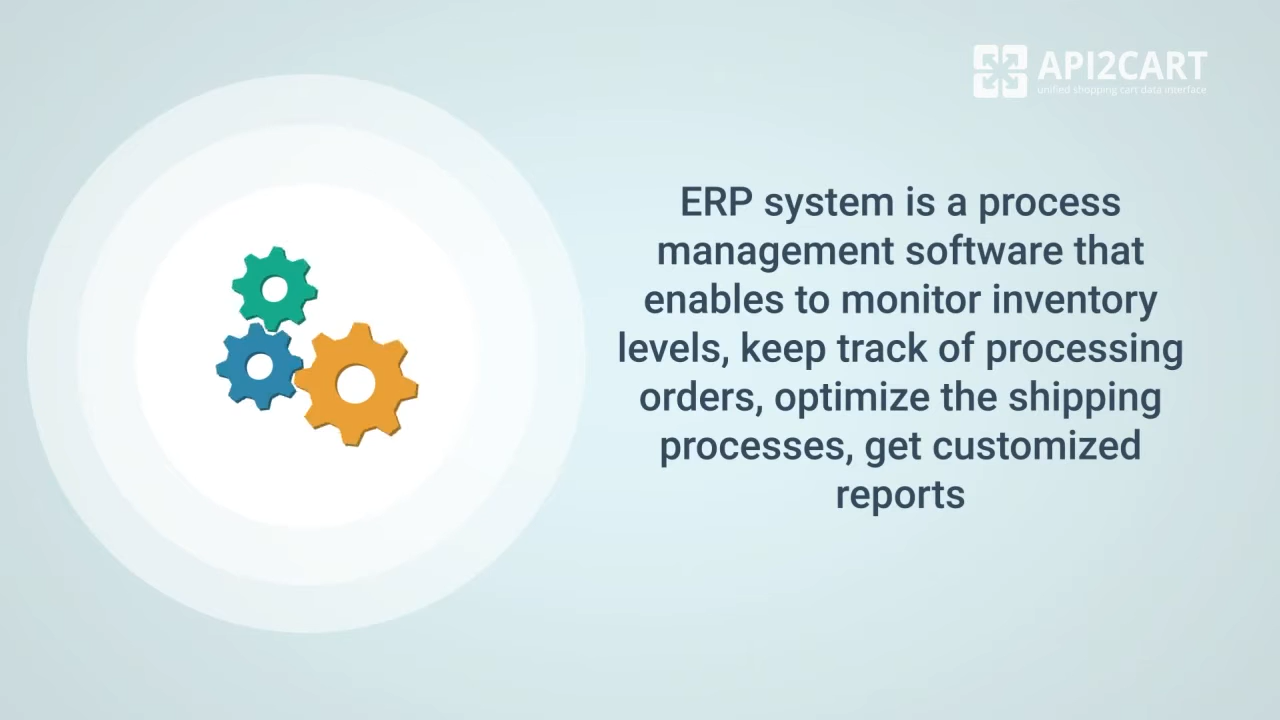 API2CART
unified shopping cart data interface
ERP system is a process
management software that
enables to monitor inventory
levels, keep track of processing
orders, optimize the shipping
processes, get customized
reports